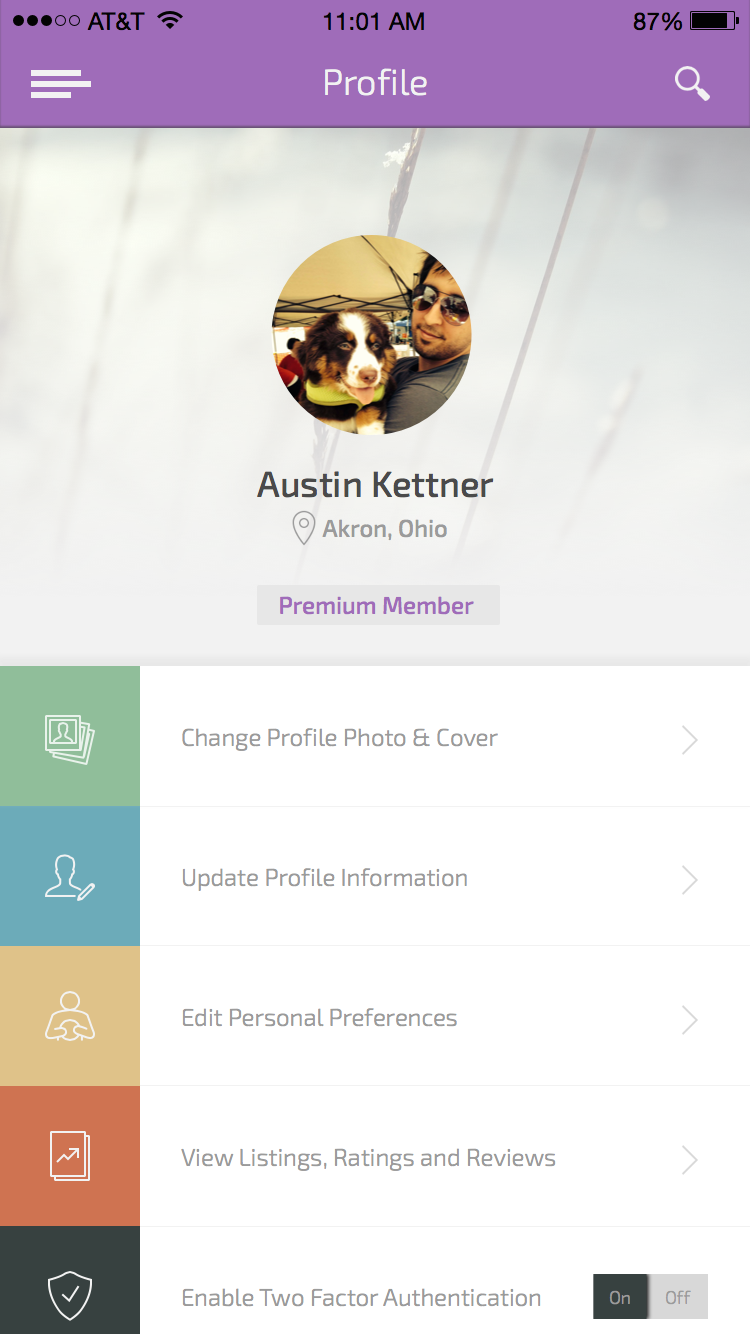 AT&T 11:01 AM 87%
Profile
Austin Kettner
Akron, Ohio
Premium Member
Change Profile Photo & Cover
Update Profile Information
Edit Personal Preferences
View Listings, Ratings and Reviews
Enable Two Factor Authentication On Off